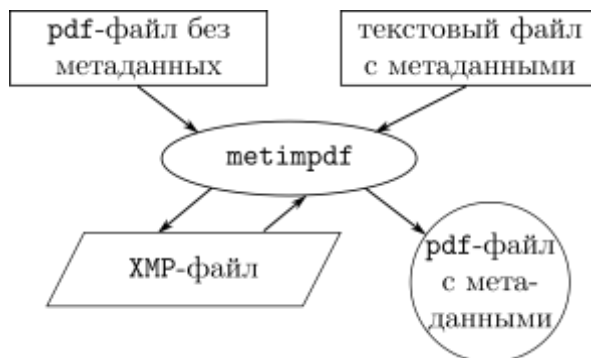 pdf-файл без
метаданных
текстовый файл
с метаданными
metimpdf
XMP-файл
pdf-файл
с мета-
данными